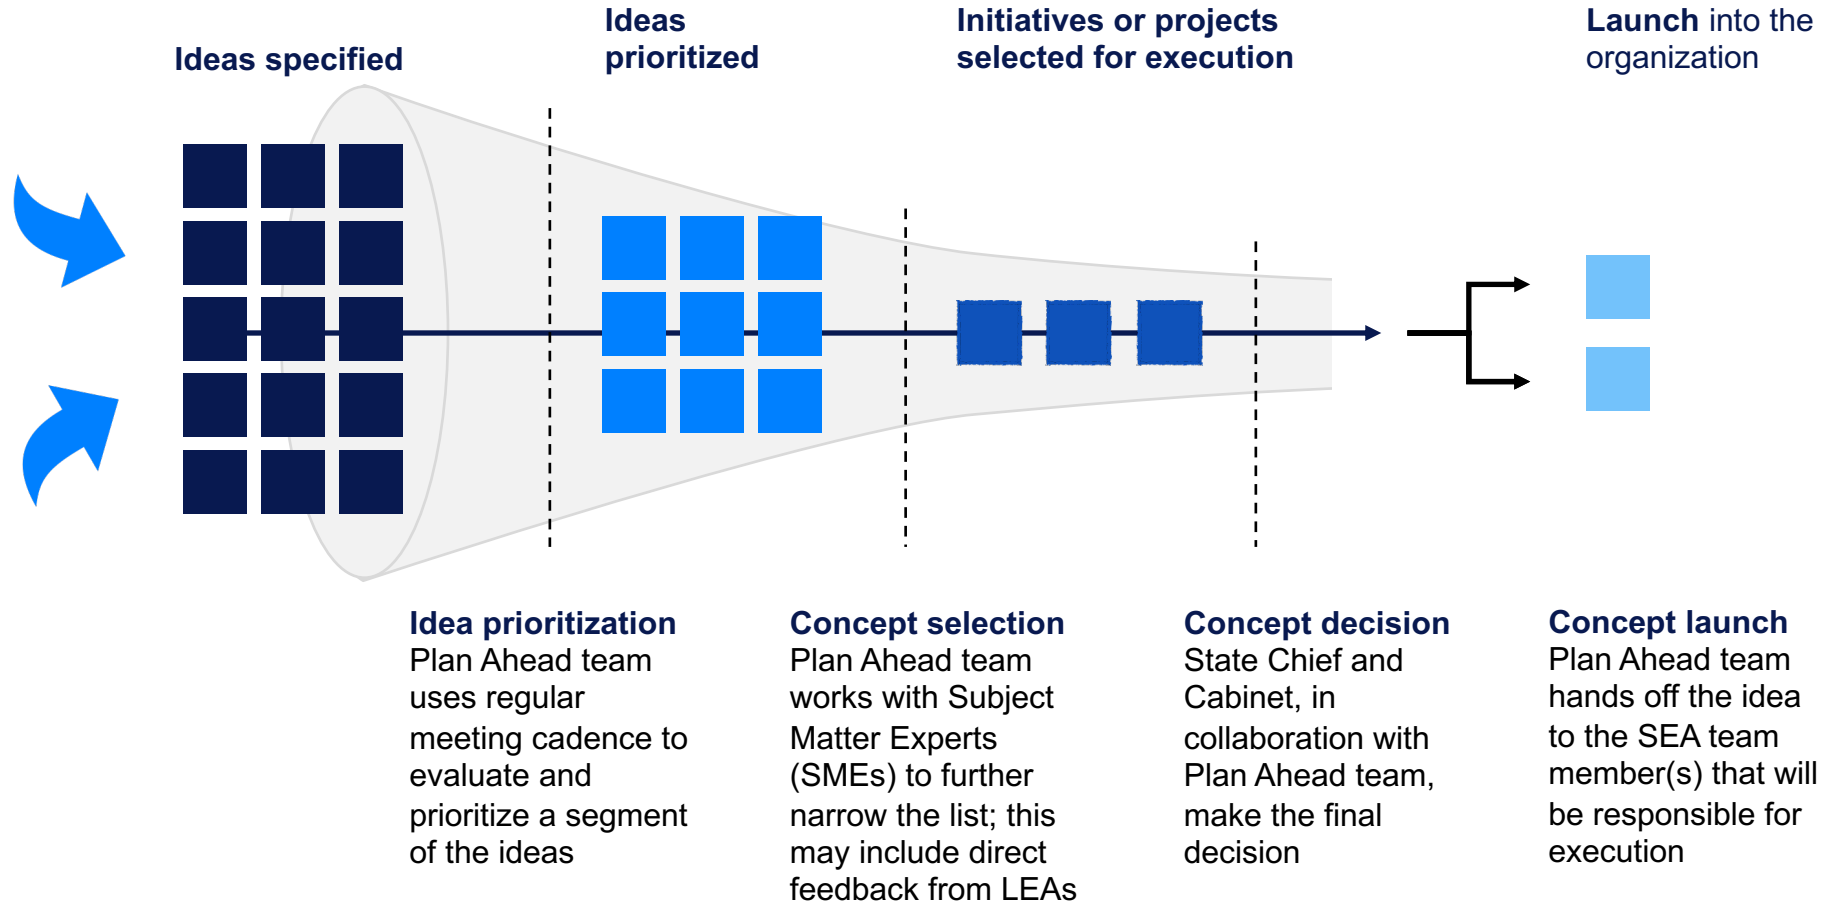 Ideas specified
Ideas
prioritized
Initiatives or projects
selected for execution
Launch into the
organization
Idea prioritization
Plan Ahead team
uses regular
meeting cadence to
evaluate and
prioritize a segment
of the ideas
Concept selection
Plan Ahead team
works with Subject
Matter Experts
(SMEs) to further
narrow the list; this
may include direct
feedback from LEAs
Concept decision
State Chief and
Cabinet, in
collaboration with
Plan Ahead team,
make the final
decision
Concept launch
Plan Ahead team
hands off the idea
to the SEA team
member(s) that will
be responsible for
execution